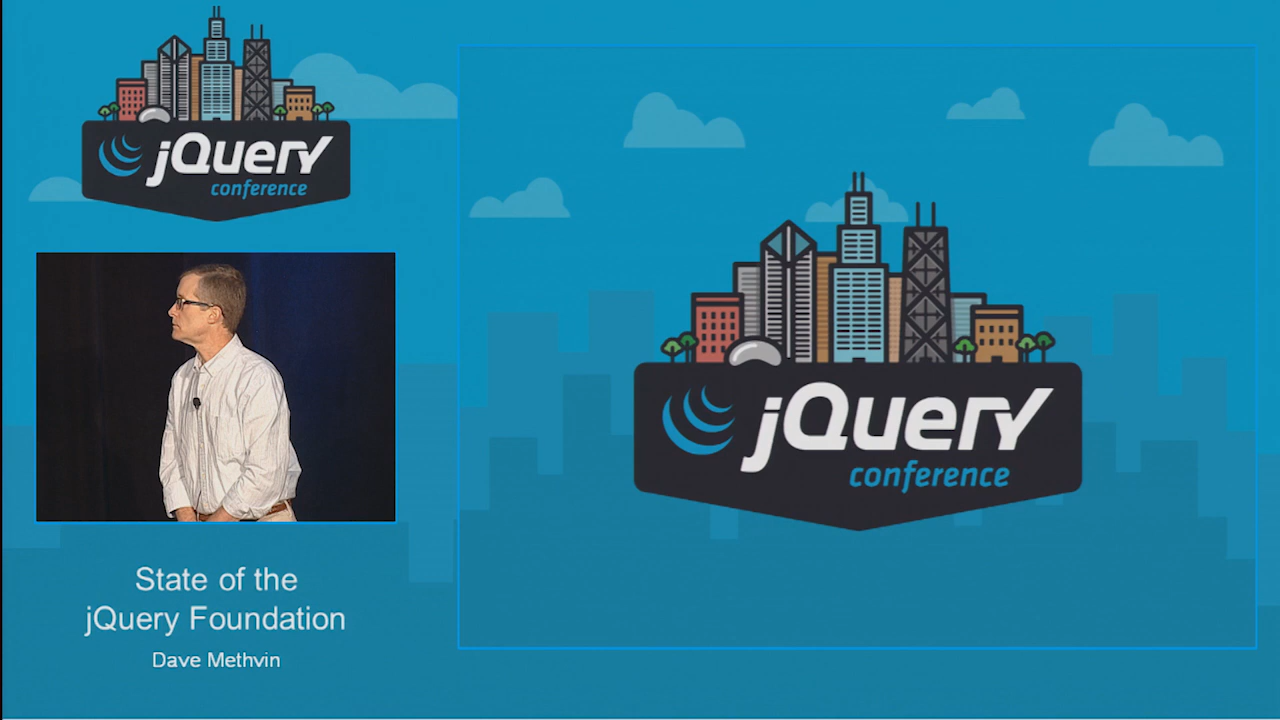 jQuery
conference
State of the
jQuery Foundation
Dave Methvin
jQuery
conference